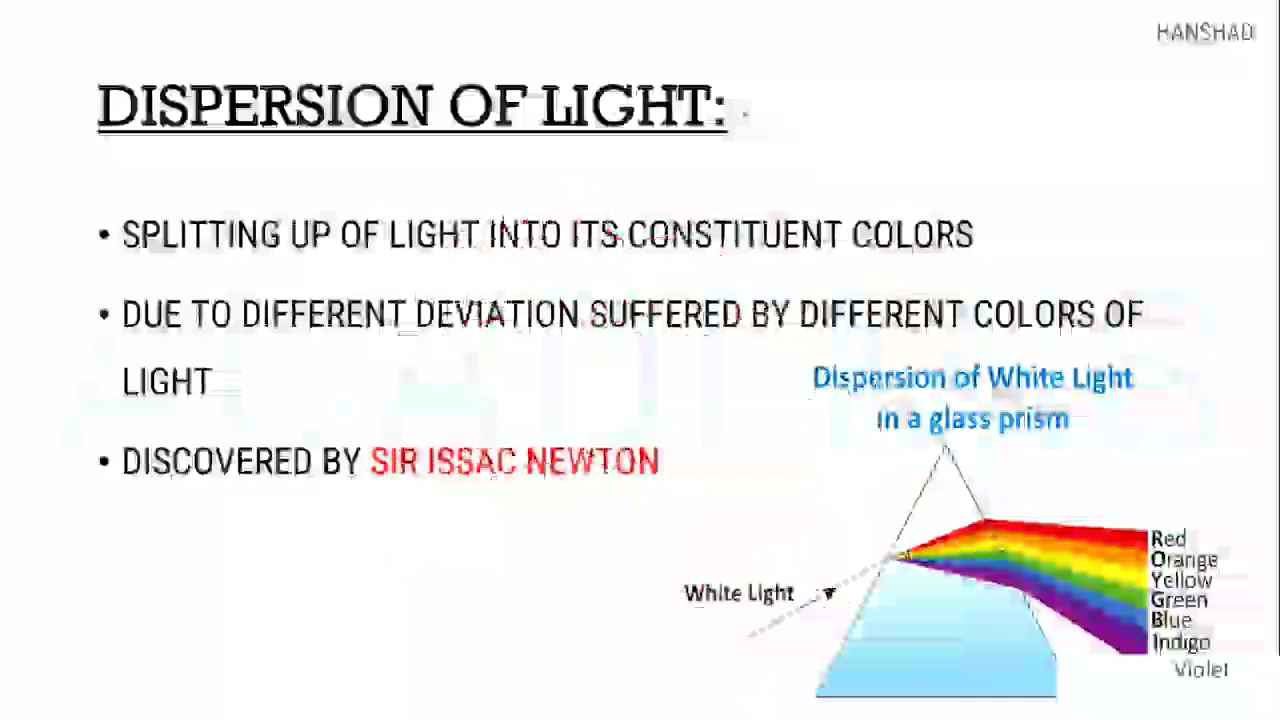 HANSHAD
DISPERSION OF LIGHT:
• SPLITTING UP OF LIGHT INTO ITS CONSTITUENT COLORS
• DUE TO DIFFERENT DEVIATION SUFFERED BY DIFFERENT COLORS OF
LIGHT
• DISCOVERED BY SIR ISSAC NEWTON
Dispersion of White Light
in a glass prism
White Light
Red
Orange
Yellow
Green
Blue
Indigo
Violet